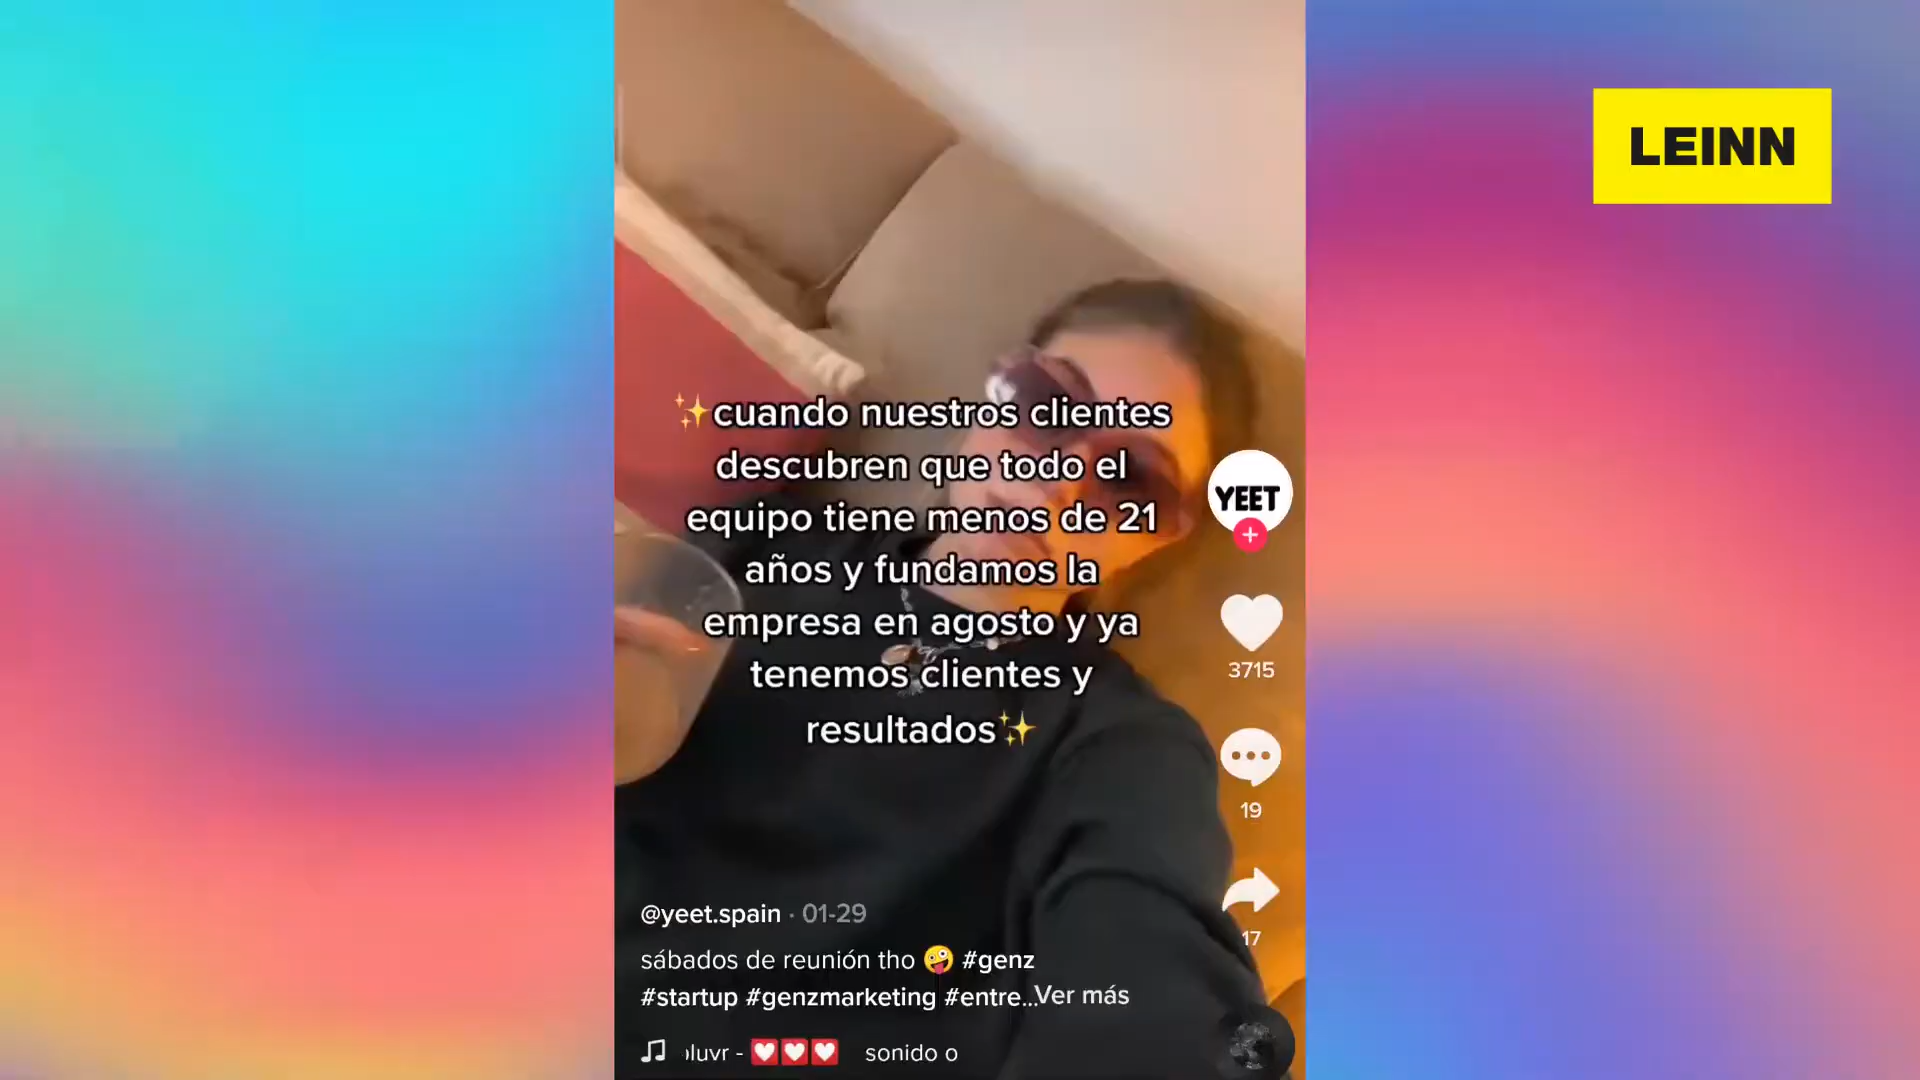 LEINN
✨cuando nuestros clientes
descubren que todo el
equipo tiene menos de 21
años y fundamos la
empresa en agosto y ya
tenemos clientes y
resultados✨
YEET
3715
19
17
@yeet.spain · 01-29
sábados de reunión tho 🤪 #genz
#startup #genzmarketing #entre...Ver más
luvr - 💟💟💟 sonido o